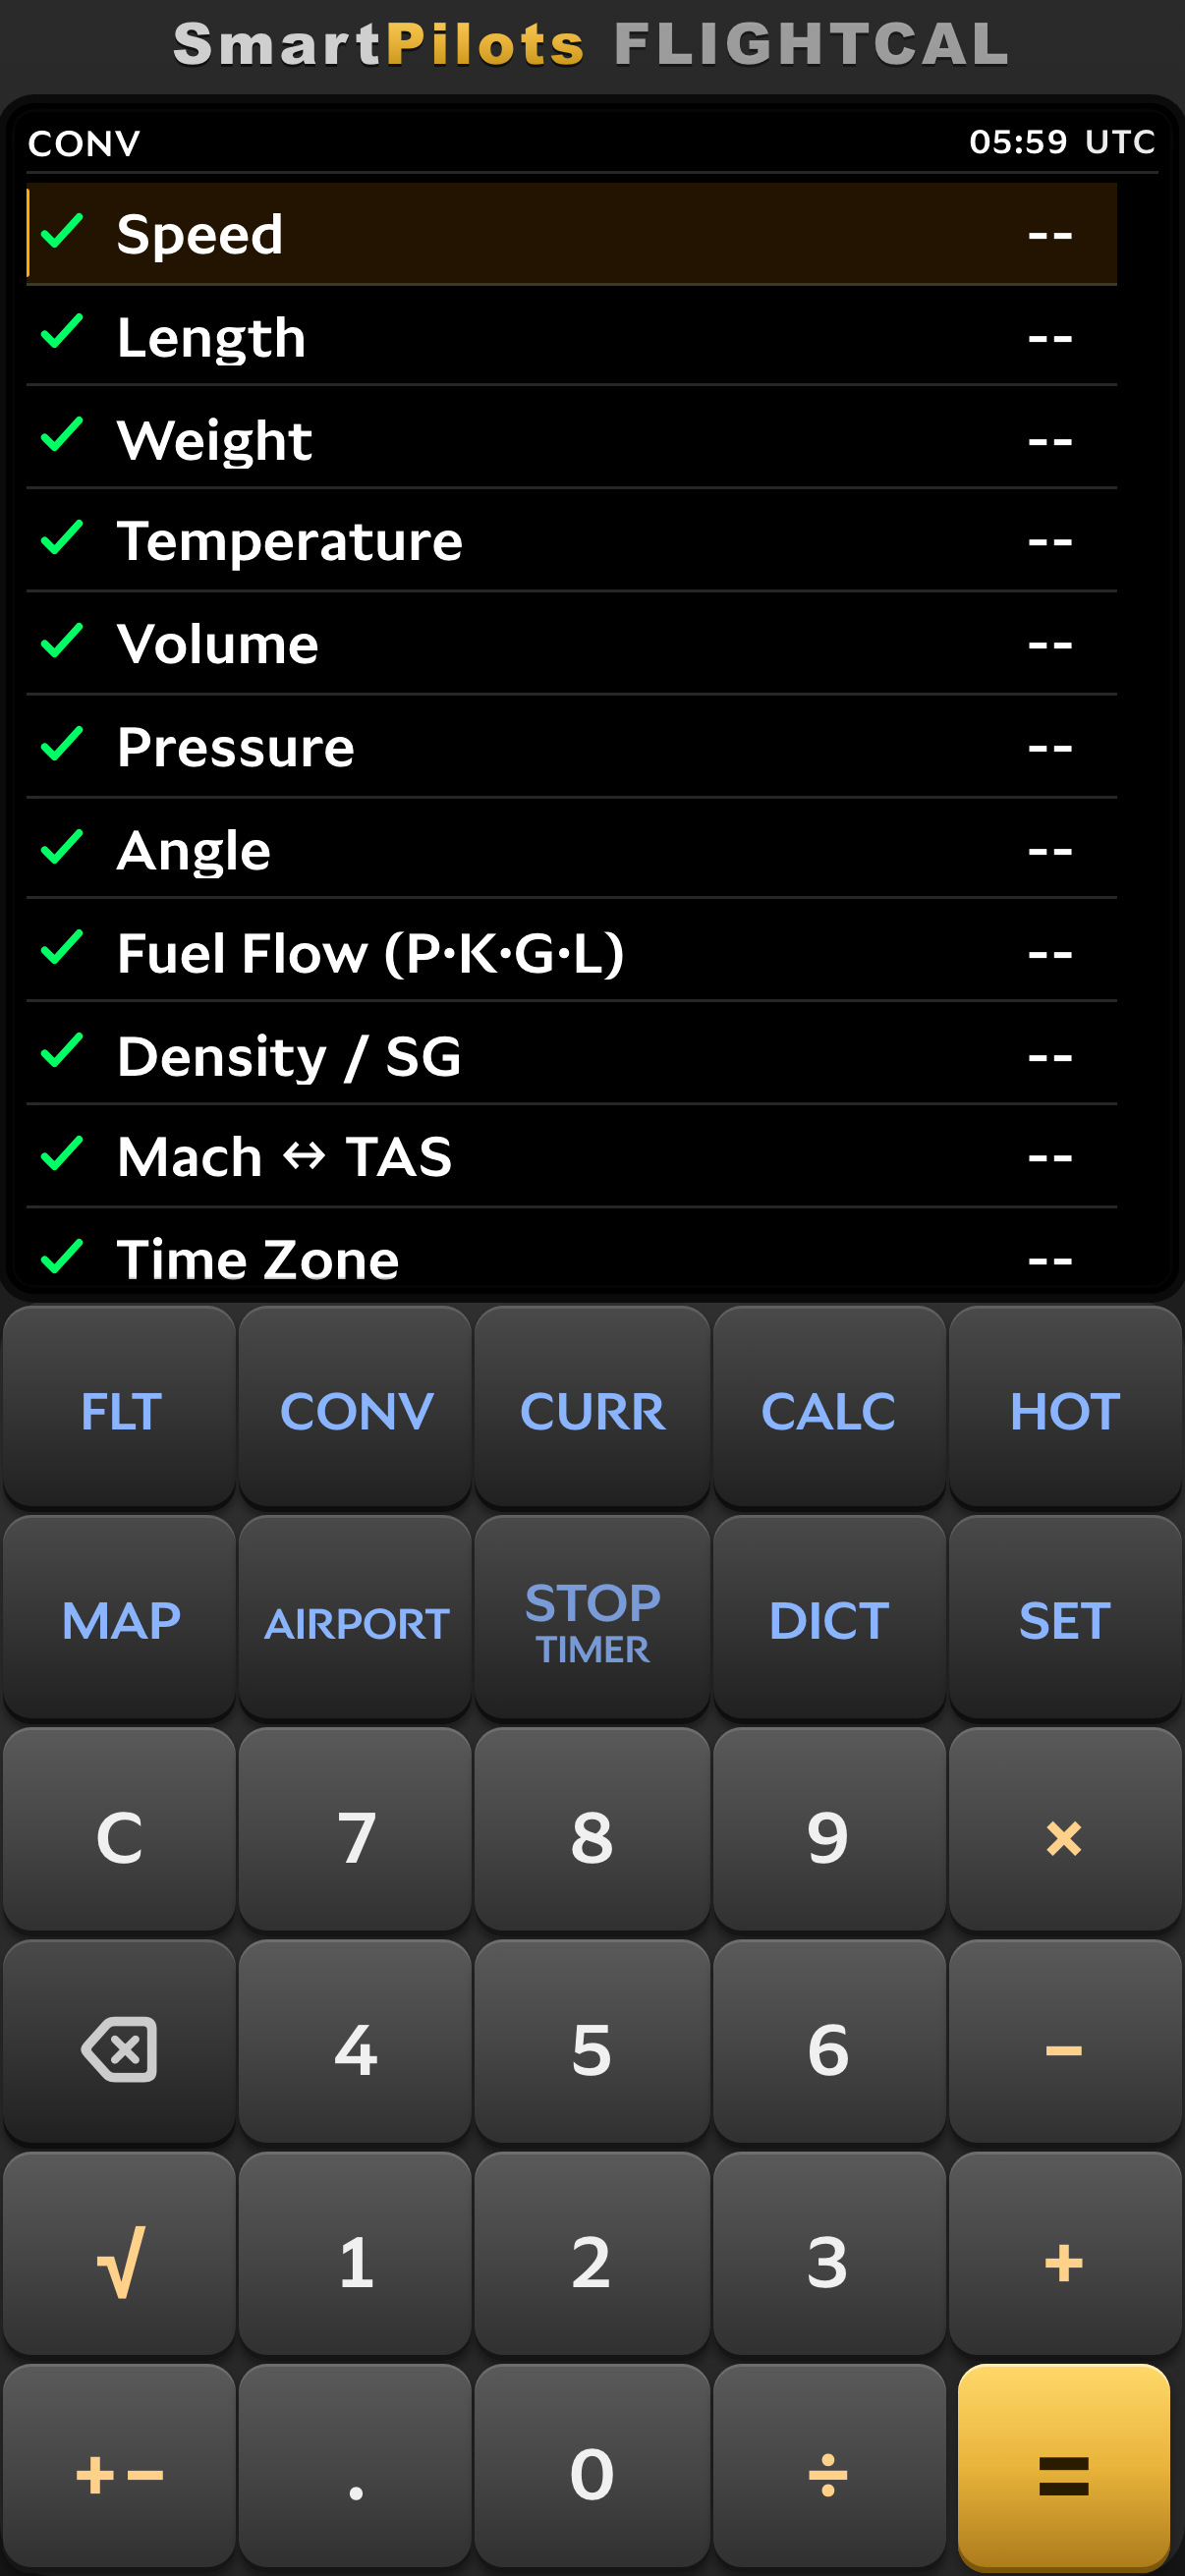 SmartPilots FLIGHTCAL
CONV 05:59 UTC
Speed --
Length --
Weight --
Temperature --
Volume --
Pressure --
Angle --
Fuel Flow (P·K·G·L) --
Density / SG --
Mach ↔ TAS --
Time Zone --
FLT CONV CURR CALC HOT
MAP AIRPORT STOP TIMER DICT SET
C 7 8 9 ×
4 5 6 −
√ 1 2 3 +
+− . 0 ÷ =